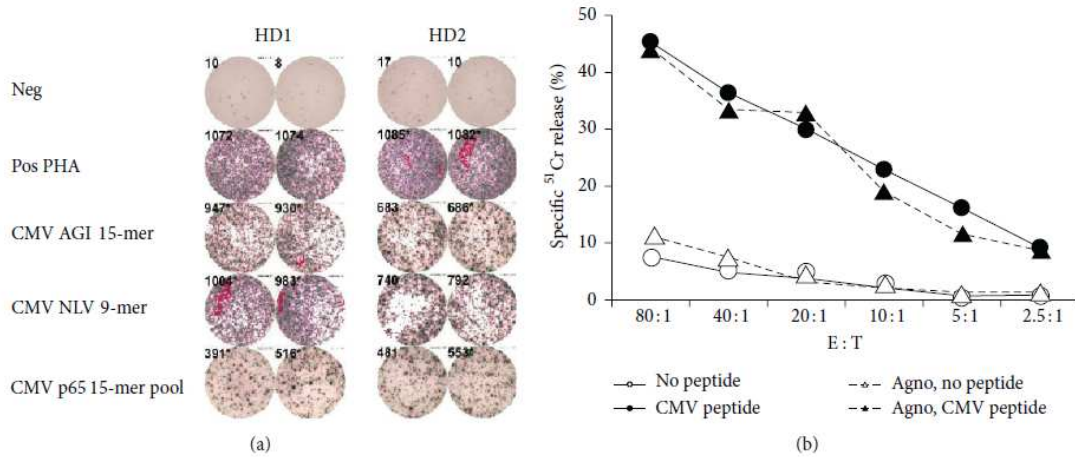 HD1 HD2
Neg 10 8 17 10
Pos PHA 1072 1074 1085* 1082*
CMV AGI 15-mer 947* 930* 683 686*
CMV NLV 9-mer 1004* 983* 740 792
CMV p65 15-mer pool 391* 516* 481 553*
(a)
Specific ⁵¹Cr release (%)
50
40
30
20
10
0
80 : 1 40 : 1 20 : 1 10 : 1 5 : 1 2.5 : 1
E : T
No peptide Agno, no peptide
CMV peptide Agno, CMV peptide
(b)